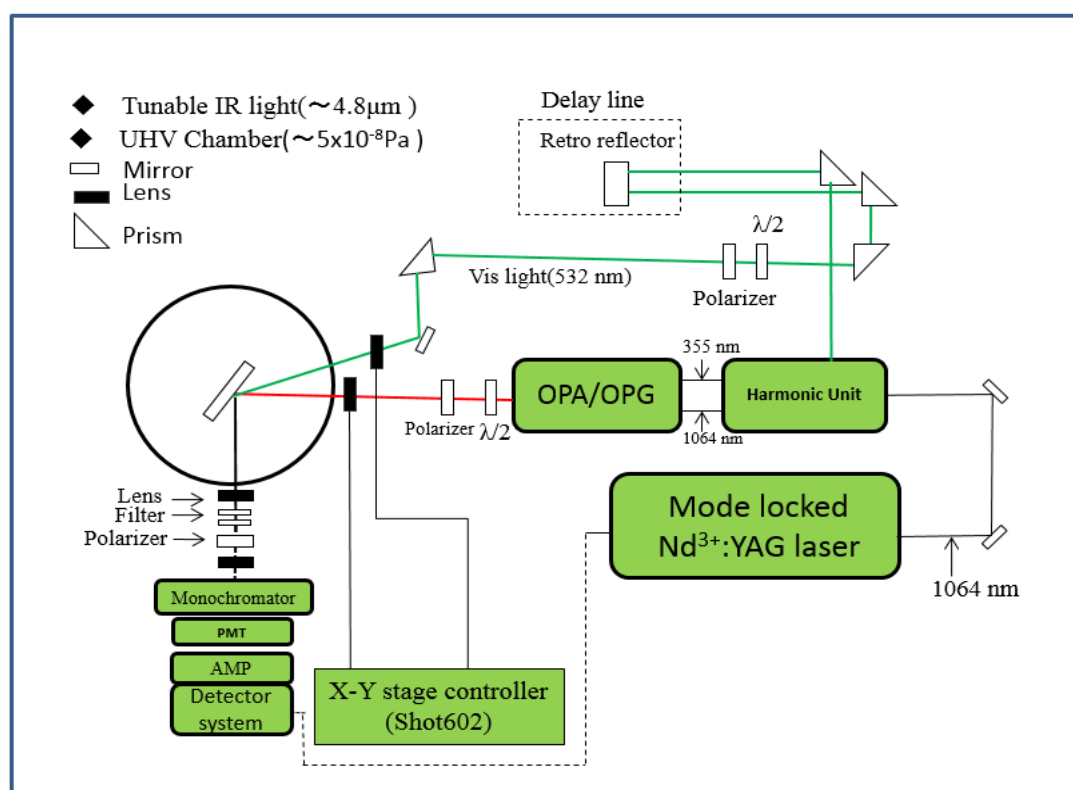 Tunable IR light(～4.8μm )
UHV Chamber(～5x10⁻⁸Pa)
Mirror
Lens
Prism
Delay line
Retro reflector
λ/2
Vis light(532 nm)
Polarizer
355 nm
OPA/OPG
Harmonic Unit
1064 nm
Polarizer
λ/2
Mode locked
Nd³⁺:YAG laser
1064 nm
Lens
Filter
Polarizer
Monochromator
PMT
AMP
Detector
system
X-Y stage controller
(Shot602)